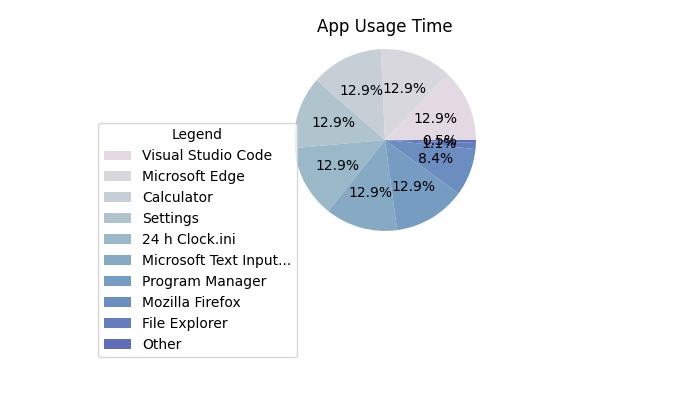 App Usage Time
12.9%
12.9%
12.9%
12.9%
12.9%
12.9%
12.9%
8.4%
1.1%
0.5%
Legend
Visual Studio Code
Microsoft Edge
Calculator
Settings
24 h Clock.ini
Microsoft Text Input...
Program Manager
Mozilla Firefox
File Explorer
Other